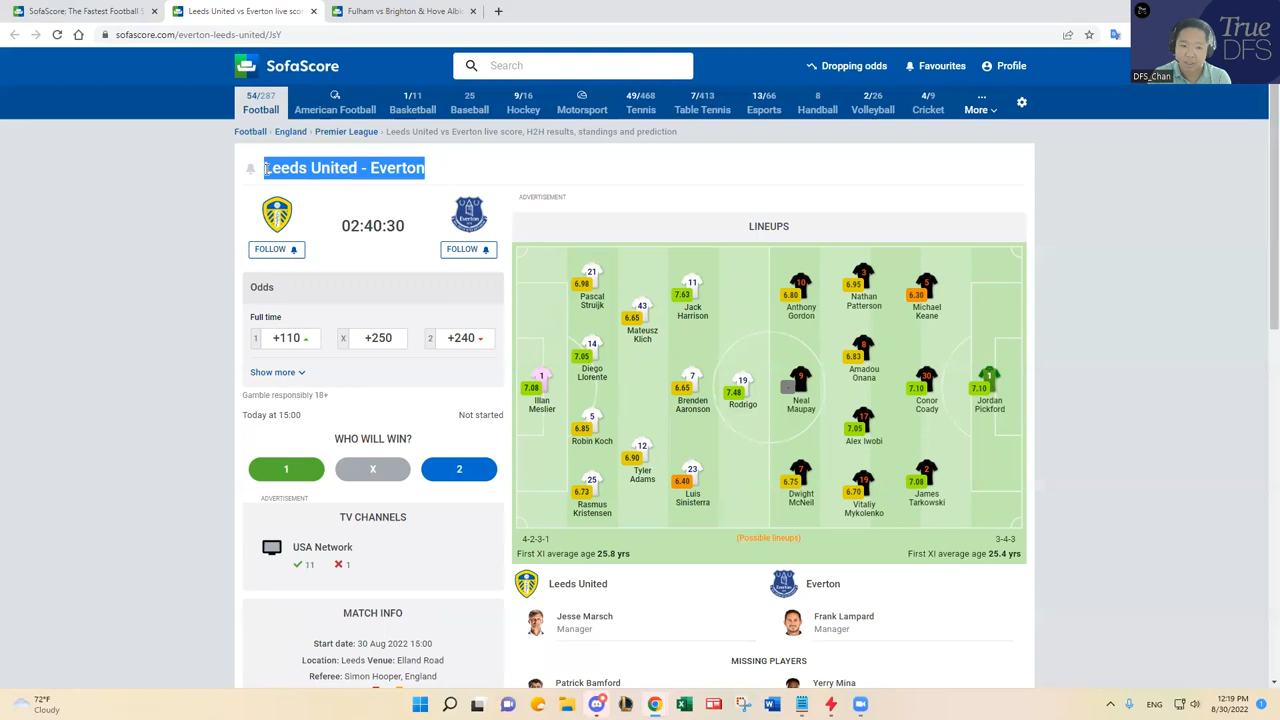 SofaScore: The Fastest Football S
Leeds United vs Everton live scor
Fulham vs Brighton & Hove Albi
sofascore.com/everton-leeds-united/JsY
True
DFS
DFS_Chan
SofaScore
Search
Dropping odds
Favourites
Profile
54/287
Football
American Football
1/11
Basketball
25
Baseball
9/16
Hockey
Motorsport
49/468
Tennis
7/413
Table Tennis
13/66
Esports
8
Handball
2/26
Volleyball
4/9
Cricket
...
More
Football · England · Premier League · Leeds United vs Everton live score, H2H results, standings and prediction
Leeds United - Everton
02:40:30
Everton
FOLLOW
FOLLOW
Odds
Full time
1 +110
X +250
2 +240
Show more
Gamble responsibly 18+
Today at 15:00
Not started
WHO WILL WIN?
1
X
2
ADVERTISEMENT
TV CHANNELS
USA Network
11
1
MATCH INFO
Start date: 30 Aug 2022 15:00
Location: Leeds Venue: Elland Road
Referee: Simon Hooper, England
ADVERTISEMENT
LINEUPS
1
7.08
Illan
Meslier
21
6.98
Pascal
Struijk
14
7.05
Diego
Llorente
5
6.85
Robin Koch
25
6.73
Rasmus
Kristensen
43
6.65
Mateusz
Klich
12
6.90
Tyler
Adams
11
7.63
Jack
Harrison
7
6.65
Brenden
Aaronson
23
6.40
Luis
Sinisterra
19
7.48
Rodrigo
10
6.80
Anthony
Gordon
9
-
Neal
Maupay
7
6.75
Dwight
McNeil
3
6.95
Nathan
Patterson
8
6.83
Amadou
Onana
17
7.05
Alex Iwobi
19
6.70
Vitaliy
Mykolenko
5
6.30
Michael
Keane
30
7.10
Conor
Coady
2
7.08
James
Tarkowski
1
7.10
Jordan
Pickford
4-2-3-1
(Possible lineups)
3-4-3
First XI average age 25.8 yrs
First XI average age 25.4 yrs
Leeds United
Everton
Jesse Marsch
Manager
Frank Lampard
Manager
MISSING PLAYERS
Patrick Bamford
Yerry Mina
72°F
Cloudy
ENG
12:19 PM
8/30/2022